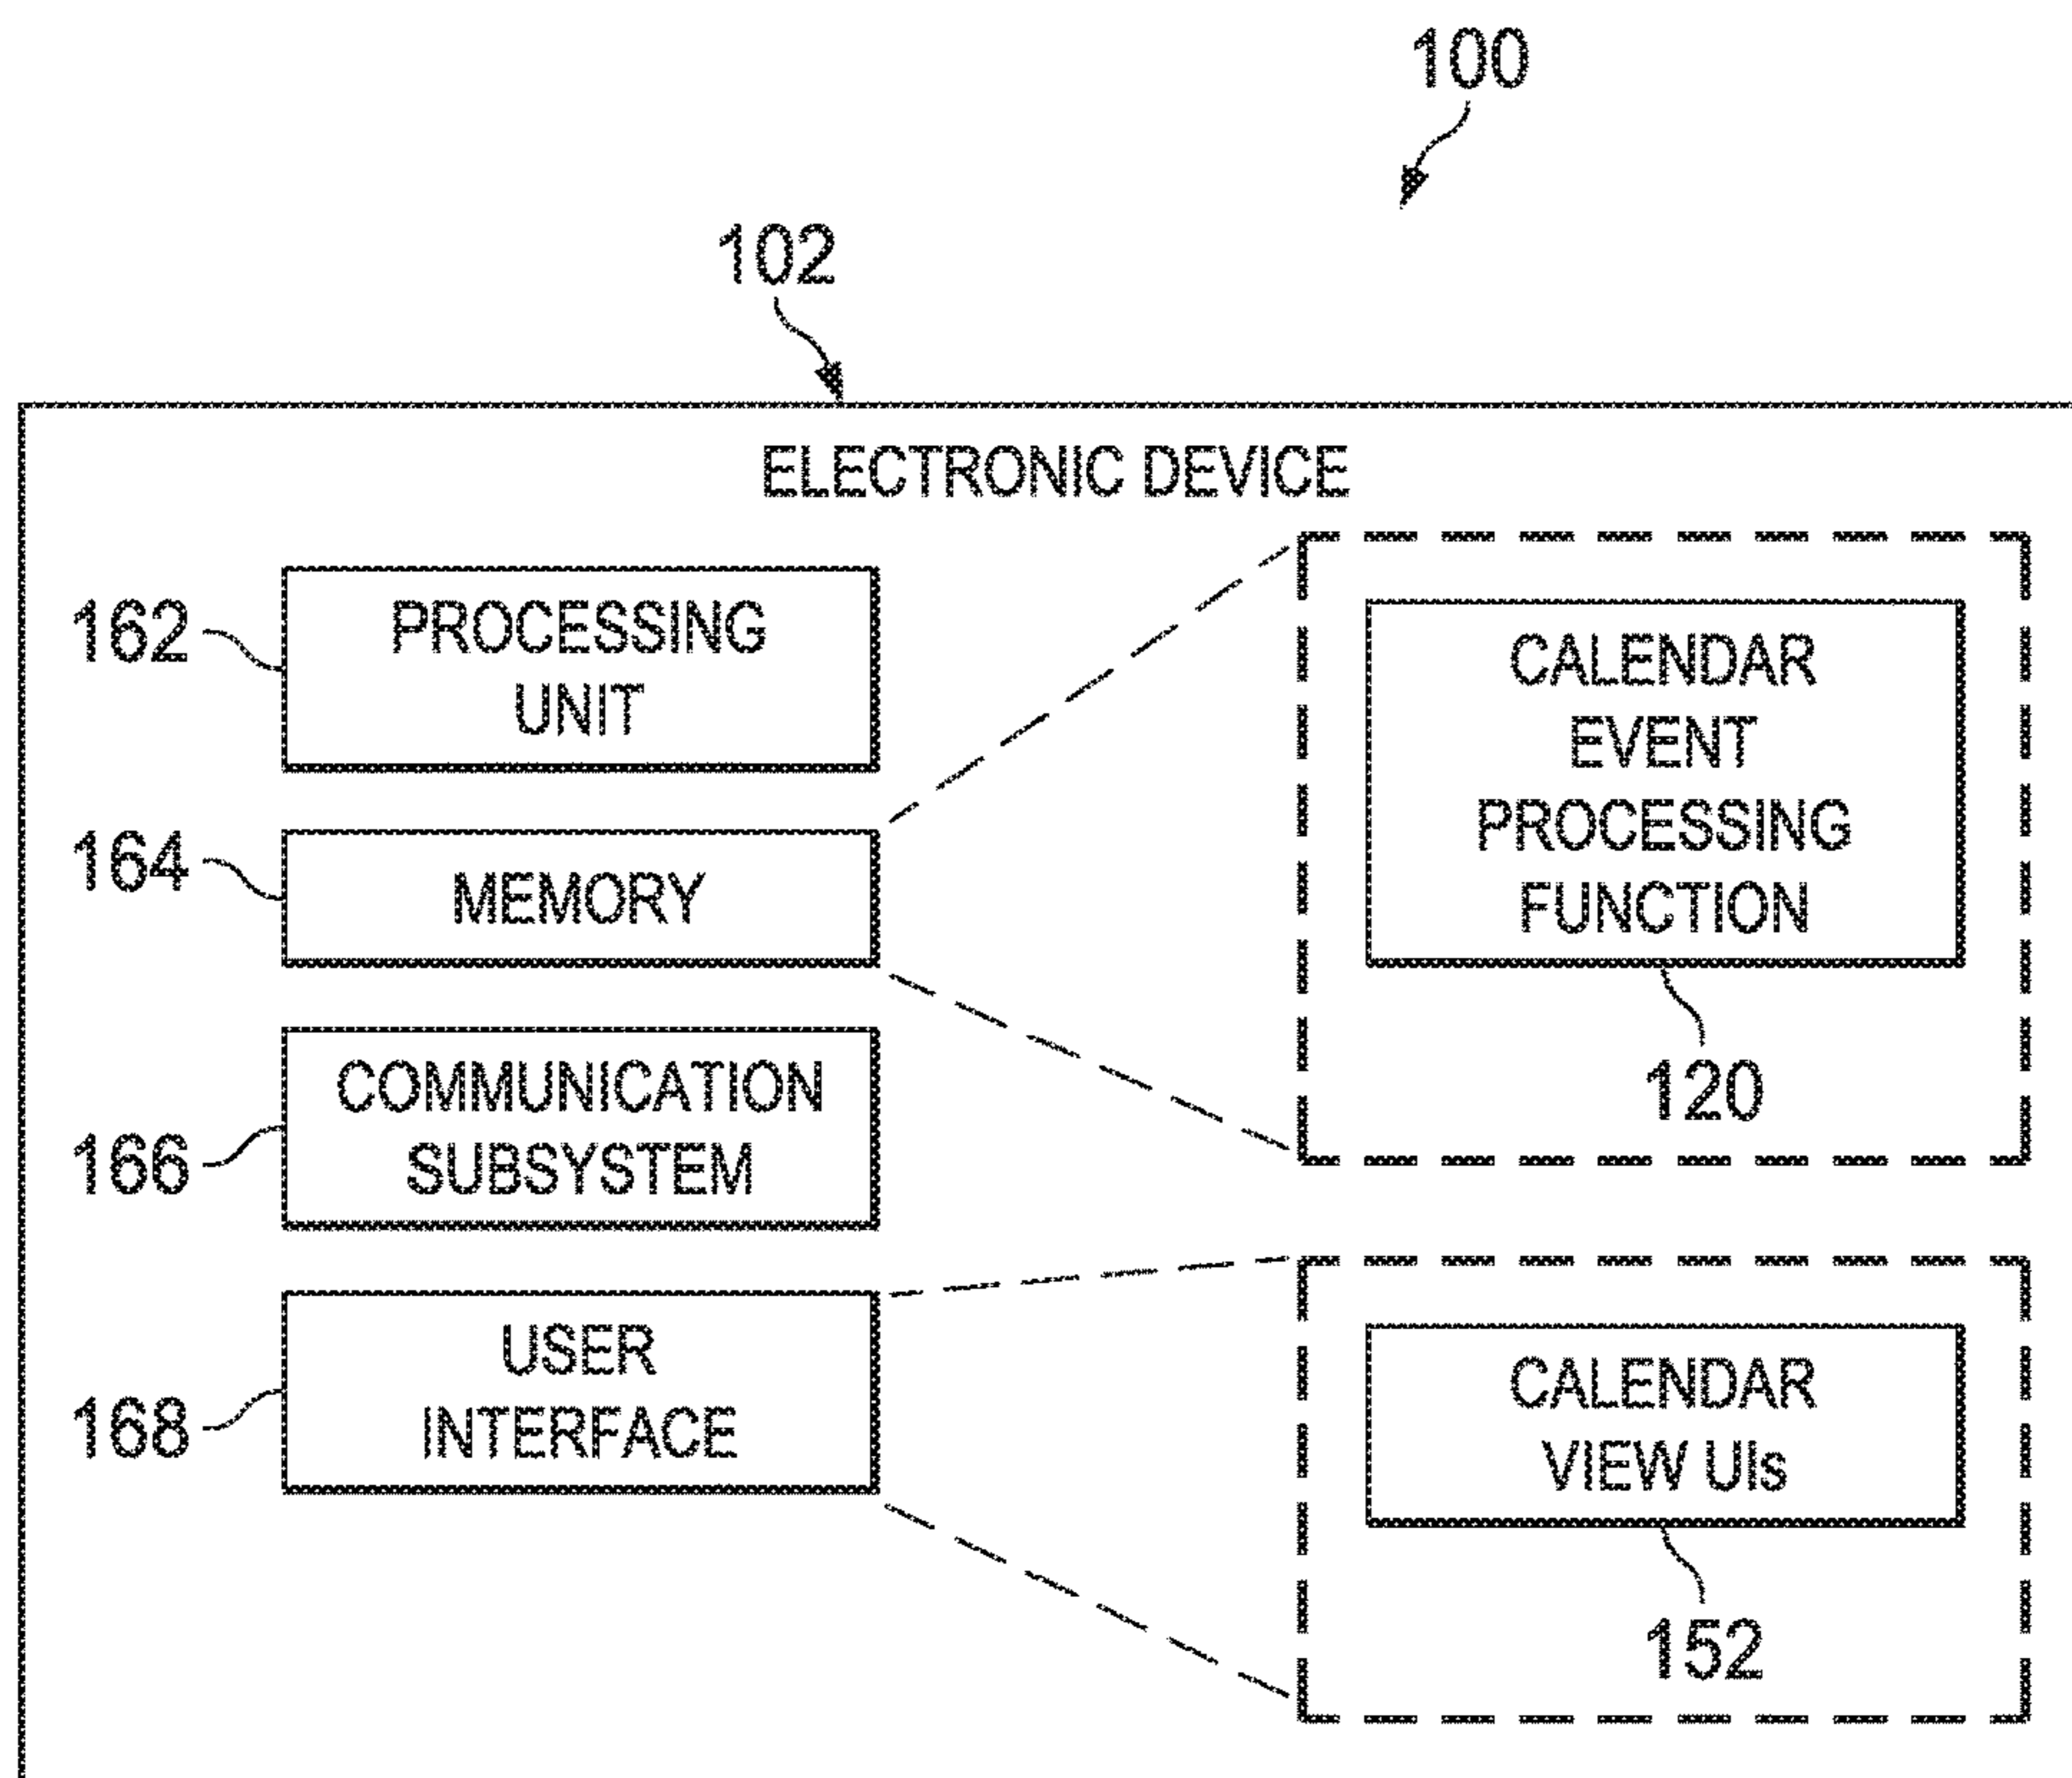 100
102
ELECTRONIC DEVICE
162
PROCESSING
UNIT
164
MEMORY
166
COMMUNICATION
SUBSYSTEM
168
USER
INTERFACE
CALENDAR
EVENT
PROCESSING
FUNCTION
120
CALENDAR
VIEW UIs
152